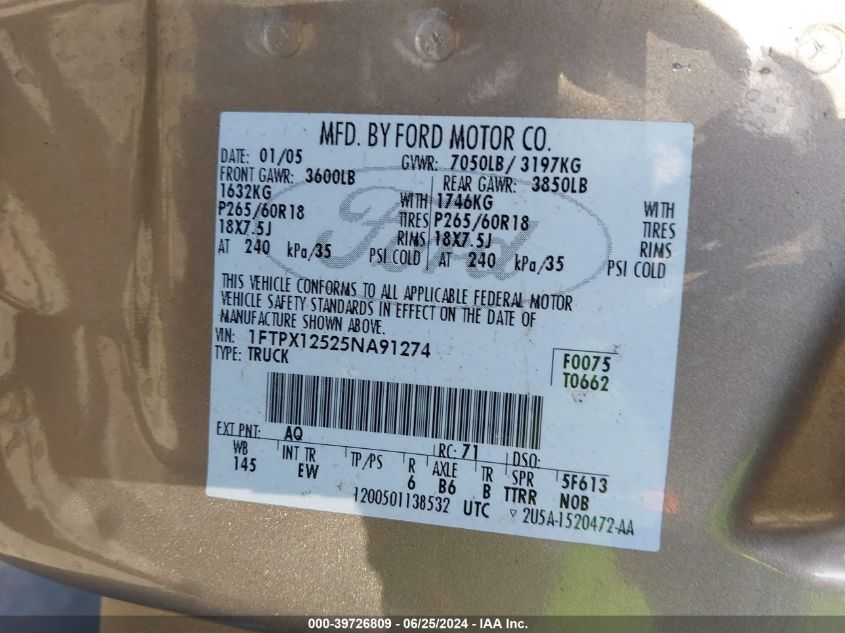 MFD. BY FORD MOTOR CO.
DATE: 01/05 GVWR: 7050LB / 3197KG
FRONT GAWR: 3600LB REAR GAWR: 3850LB
1632KG WITH 1746KG WITH
P265/60R18 TIRES P265/60R18 TIRES
18X7.5J RIMS 18X7.5J RIMS
AT 240 kPa/35 PSI COLD AT 240 kPa/35 PSI COLD
Ford
THIS VEHICLE CONFORMS TO ALL APPLICABLE FEDERAL MOTOR
VEHICLE SAFETY STANDARDS IN EFFECT ON THE DATE OF
MANUFACTURE SHOWN ABOVE.
VIN: 1FTPX12525NA91274
TYPE: TRUCK
F0075
T0662
EXT PNT: AQ RC: 71 DSO:
WB INT TR TP/PS R AXLE TR SPR 5F613
145 EW 6 B6 B TTRR NOB
1200501138532 UTC ▽ 2U5A-1520472-AA
000-39726809 - 06/25/2024 - IAA Inc.